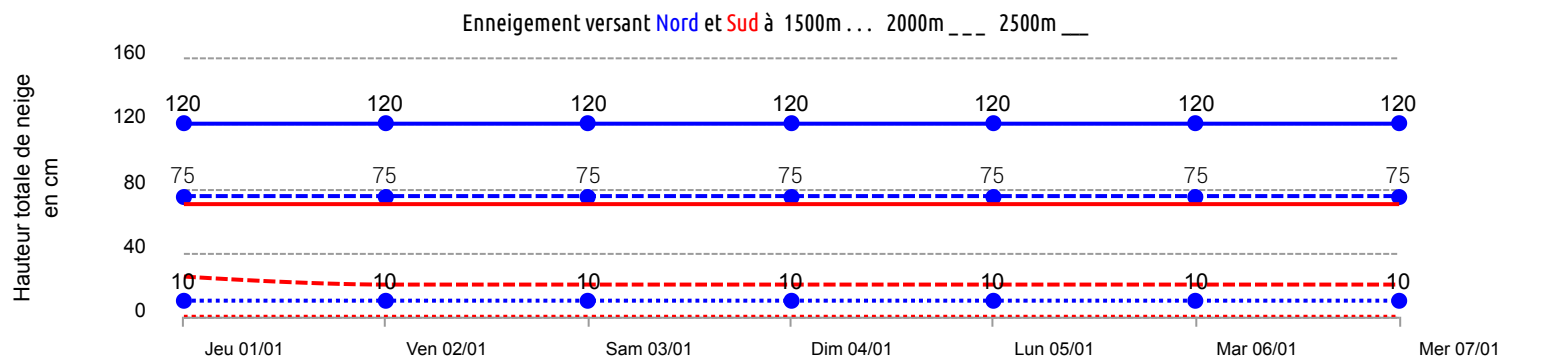 Enneigement versant Nord et Sud à 1500m . . . 2000m _ _ _ 2500m ___
Hauteur totale de neige
en cm
160
120
80
40
0
120 120 120 120 120 120 120
75 75 75 75 75 75 75
10 10 10 10 10 10 10
Jeu 01/01 Ven 02/01 Sam 03/01 Dim 04/01 Lun 05/01 Mar 06/01 Mer 07/01